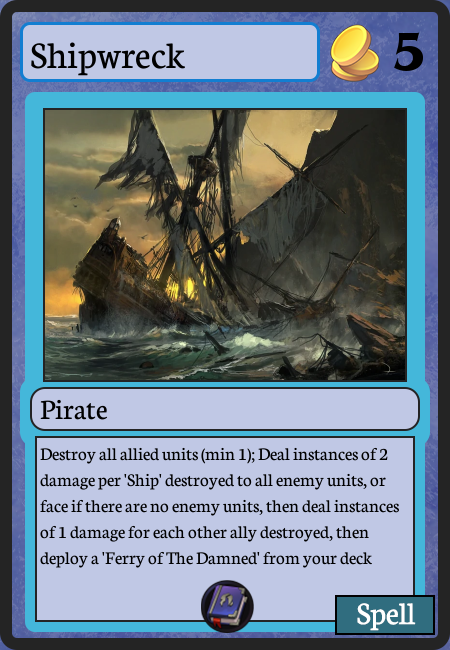 Shipwreck
5
Pirate
Destroy all allied units (min 1); Deal instances of 2
damage per 'Ship' destroyed to all enemy units, or
face if there are no enemy units, then deal instances
of 1 damage for each other ally destroyed, then
deploy a 'Ferry of The Damned' from your deck
Spell